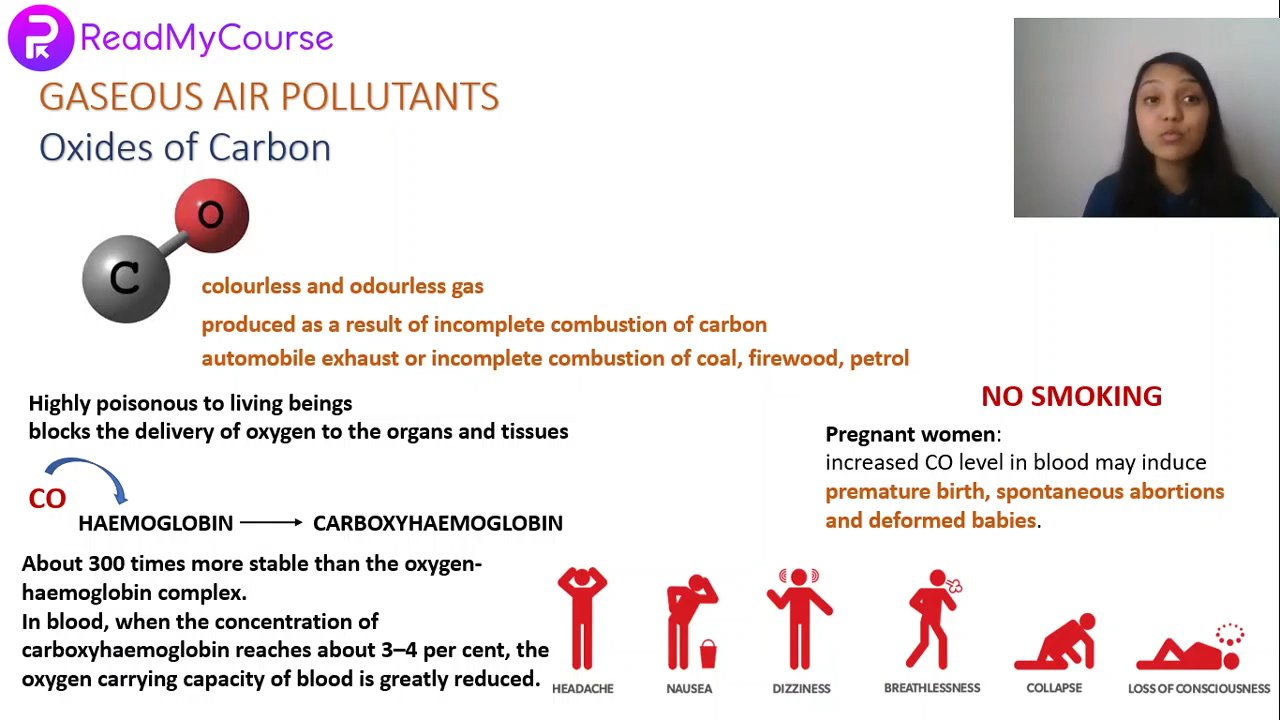 ReadMyCourse
GASEOUS AIR POLLUTANTS
Oxides of Carbon
O
C
colourless and odourless gas
produced as a result of incomplete combustion of carbon
automobile exhaust or incomplete combustion of coal, firewood, petrol
Highly poisonous to living beings
blocks the delivery of oxygen to the organs and tissues
CO
HAEMOGLOBIN
CARBOXYHAEMOGLOBIN
About 300 times more stable than the oxygen-
haemoglobin complex.
In blood, when the concentration of
carboxyhaemoglobin reaches about 3–4 per cent, the
oxygen carrying capacity of blood is greatly reduced.
NO SMOKING
Pregnant women:
increased CO level in blood may induce
premature birth, spontaneous abortions
and deformed babies.
HEADACHE
NAUSEA
DIZZINESS
BREATHLESSNESS
COLLAPSE
LOSS OF CONSCIOUSNESS